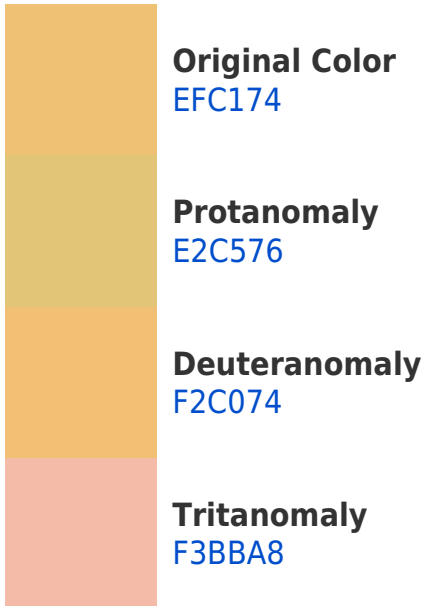 Original Color
EFC174
Protanomaly
E2C576
Deuteranomaly
F2C074
Tritanomaly
F3BBA8